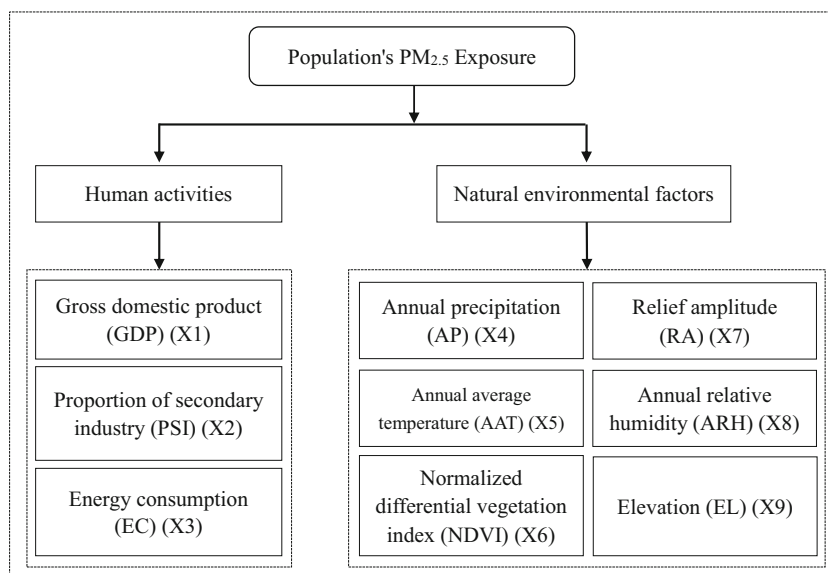 Population's PM2.5 Exposure
Human activities
Natural environmental factors
Gross domestic product
(GDP) (X1)
Proportion of secondary
industry (PSI) (X2)
Energy consumption
(EC) (X3)
Annual precipitation
(AP) (X4)
Relief amplitude
(RA) (X7)
Annual average
temperature (AAT) (X5)
Annual relative
humidity (ARH) (X8)
Normalized
differential vegetation
index (NDVI) (X6)
Elevation (EL) (X9)